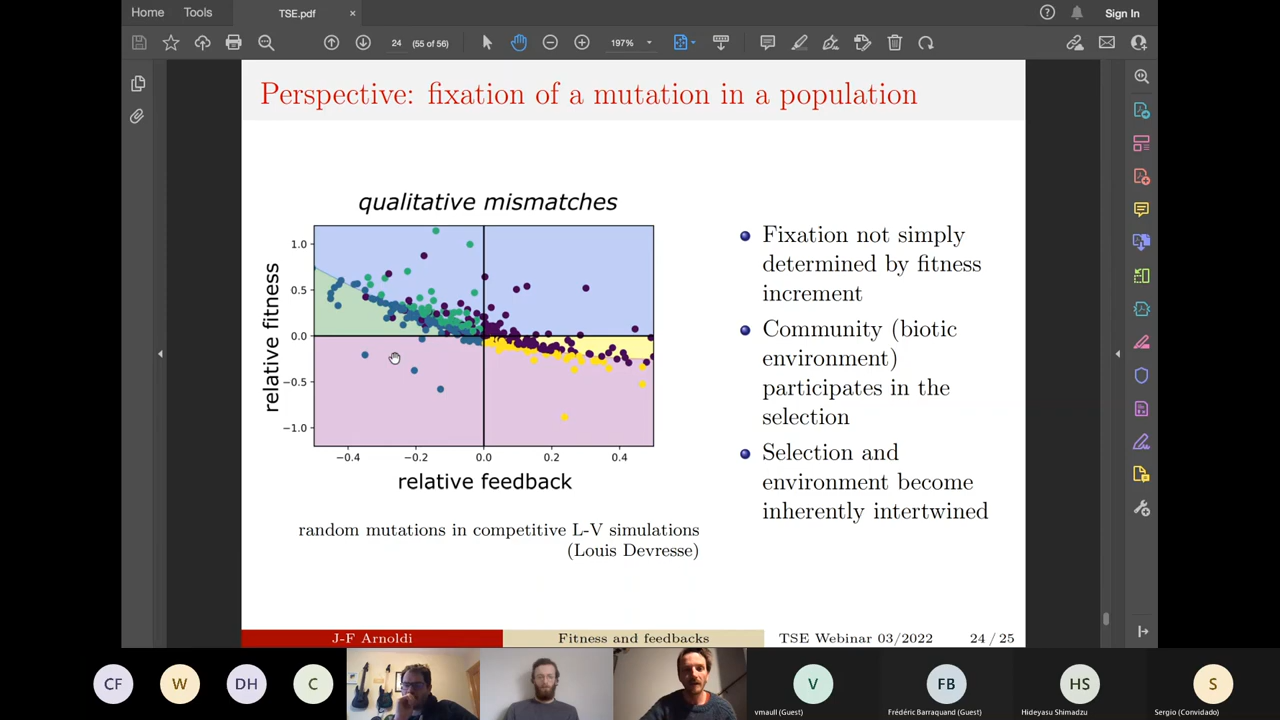 Home
Tools
TSE.pdf
×
Sign In
24
(55 of 56)
197%
Perspective: fixation of a mutation in a population
qualitative mismatches
1.0
0.5
0.0
−0.5
−1.0
relative fitness
−0.4
−0.2
0.0
0.2
0.4
relative feedback
random mutations in competitive L-V simulations
(Louis Devresse)
Fixation not simply
determined by fitness
increment
Community (biotic
environment)
participates in the
selection
Selection and
environment become
inherently intertwined
J-F Arnoldi
Fitness and feedbacks
TSE Webinar 03/2022
24 / 25
CF
W
DH
C
V
vmaull (Guest)
FB
Frédéric Barraquand (Guest)
HS
Hideyasu Shimadzu
S
Sergio (Convidado)